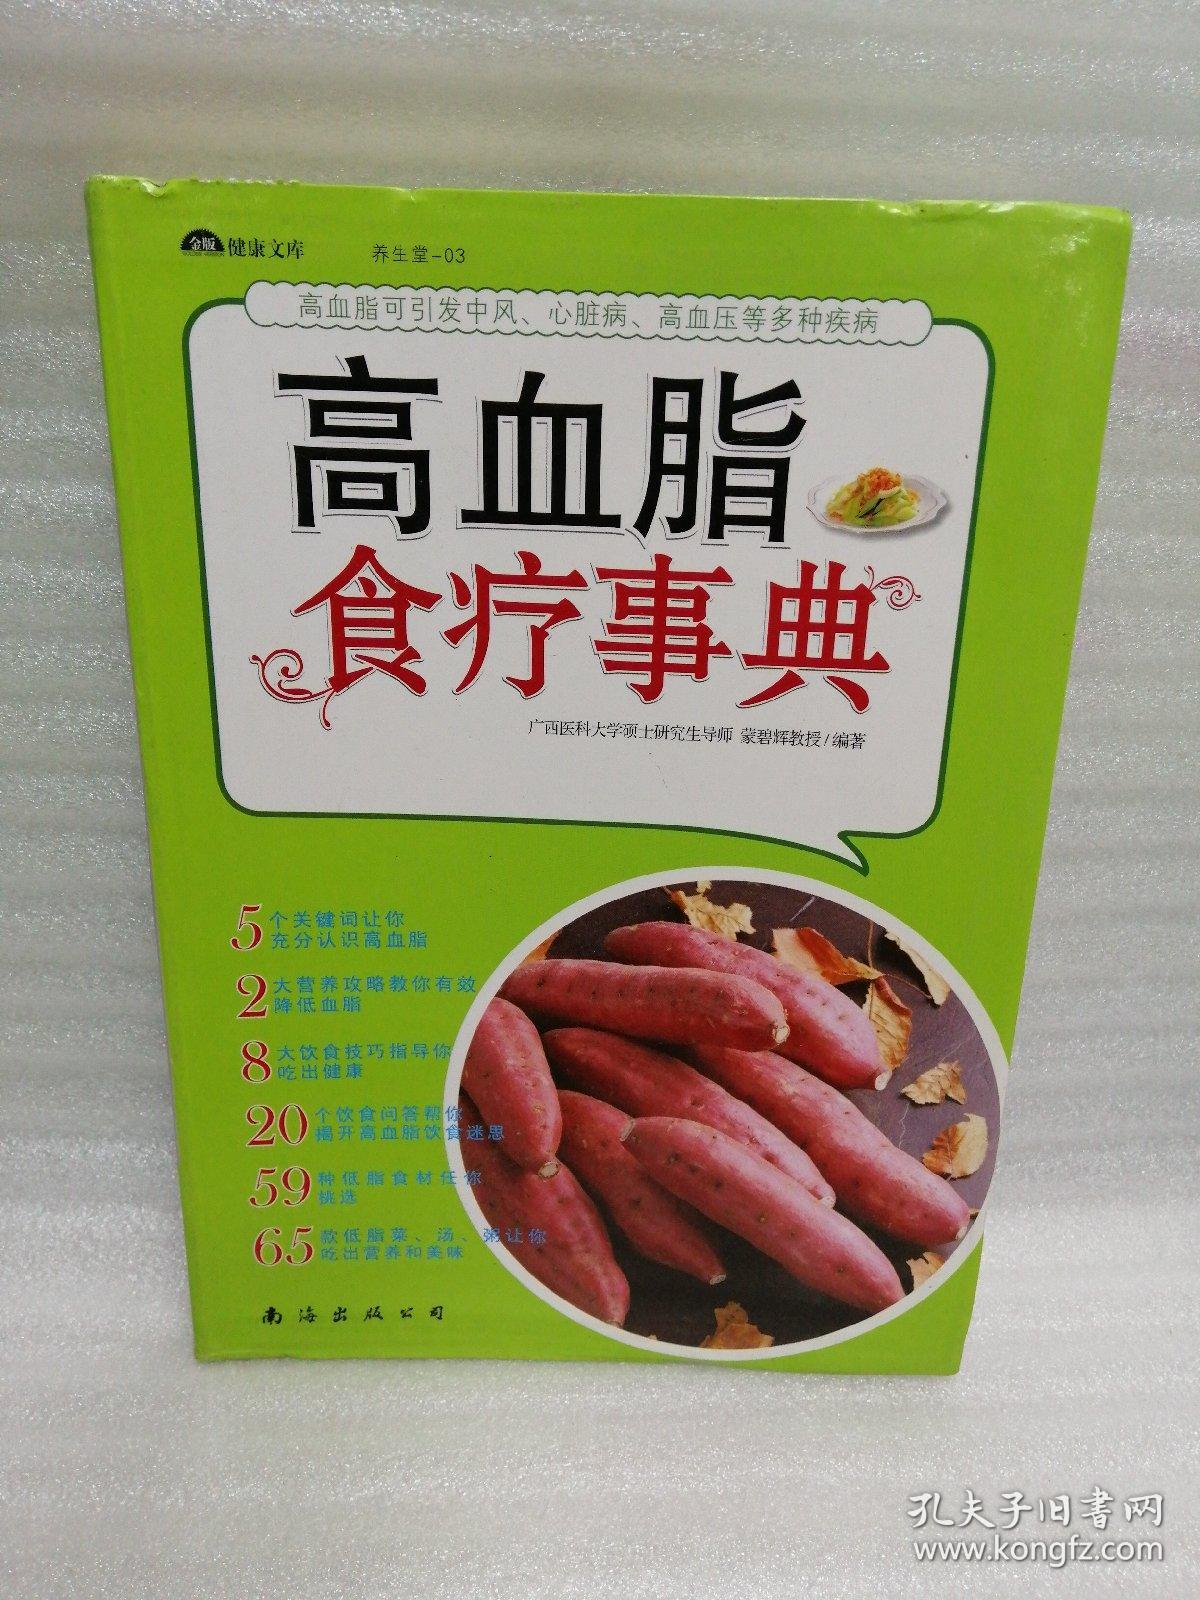 金版 健康文库 养生堂-03
高血脂可引发中风、心脏病、高血压等多种疾病
高血脂
食疗事典
广西医科大学硕士研究生导师 蒙碧辉教授/编著
5个关键词让你
充分认识高血脂
2大营养攻略教你有效
降低血脂
8大饮食技巧指导你
吃出健康
20个饮食问答帮你
揭开高血脂饮食迷思
59种低脂食材任你
挑选
65款低脂菜、汤、粥让你
吃出营养和美味
南海出版公司
孔夫子旧书网
www.kongfz.com